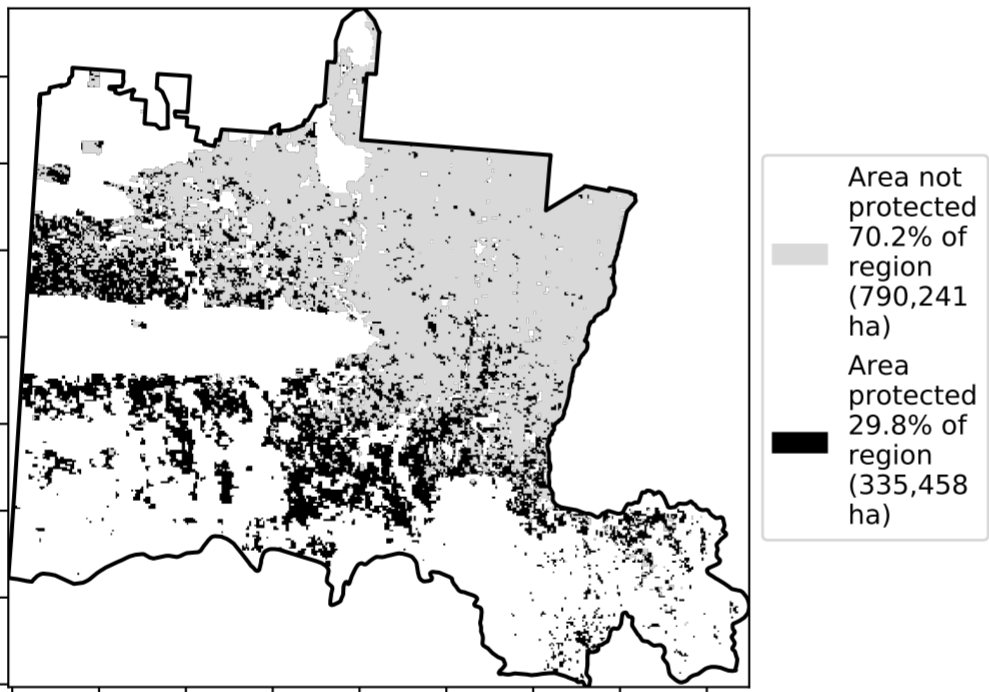 Area not
protected
70.2% of
region
(790,241
ha)
Area
protected
29.8% of
region
(335,458
ha)